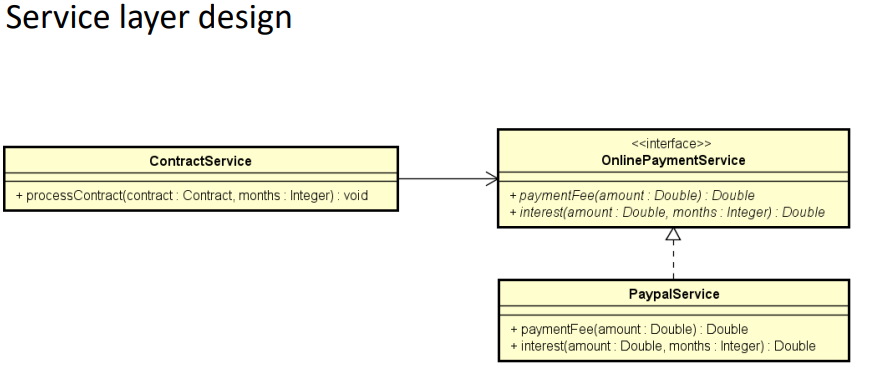 Service layer design
ContractService
+ processContract(contract : Contract, months : Integer) : void
<<interface>>
OnlinePaymentService
+ paymentFee(amount : Double) : Double
+ interest(amount : Double, months : Integer) : Double
PaypalService
+ paymentFee(amount : Double) : Double
+ interest(amount : Double, months : Integer) : Double